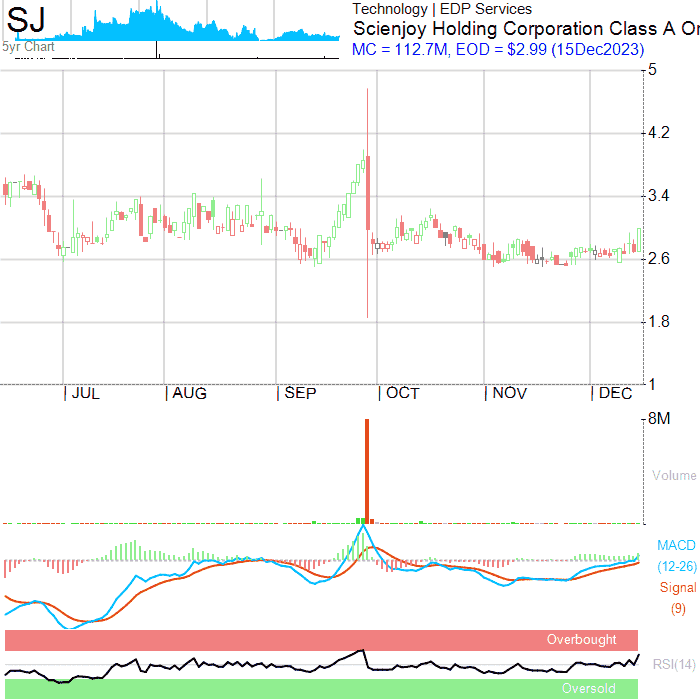 SJ
5yr Chart
Technology | EDP Services
Scienjoy Holding Corporation Class A Or
MC = 112.7M, EOD = $2.99 (15Dec2023)
5
4.2
3.4
2.6
1.8
1
JUL AUG SEP OCT NOV DEC
8M
Volume
MACD
(12-26)
Signal
(9)
Overbought
RSI(14)
Oversold